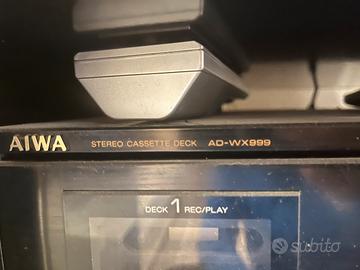 AIWA STEREO CASSETTE DECK AD-WX999
DECK 1 REC/PLAY
subito